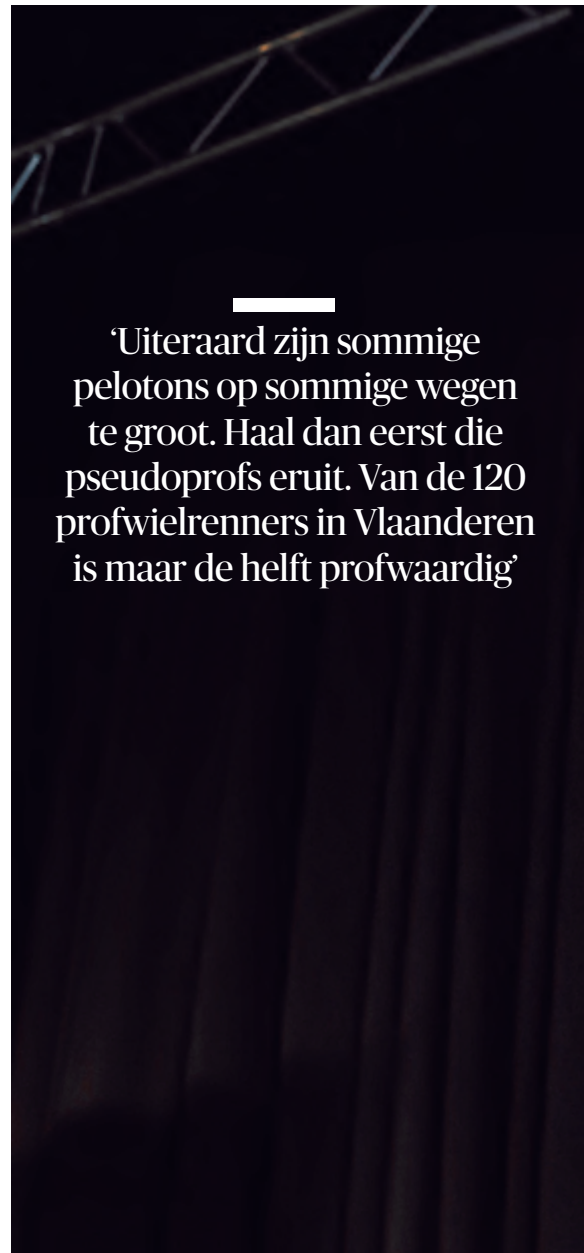 ‘Uiteraard zijn sommige
pelotons op sommige wegen
te groot. Haal dan eerst die
pseudoprofs eruit. Van de 120
profwielrenners in Vlaanderen
is maar de helft profwaardig’